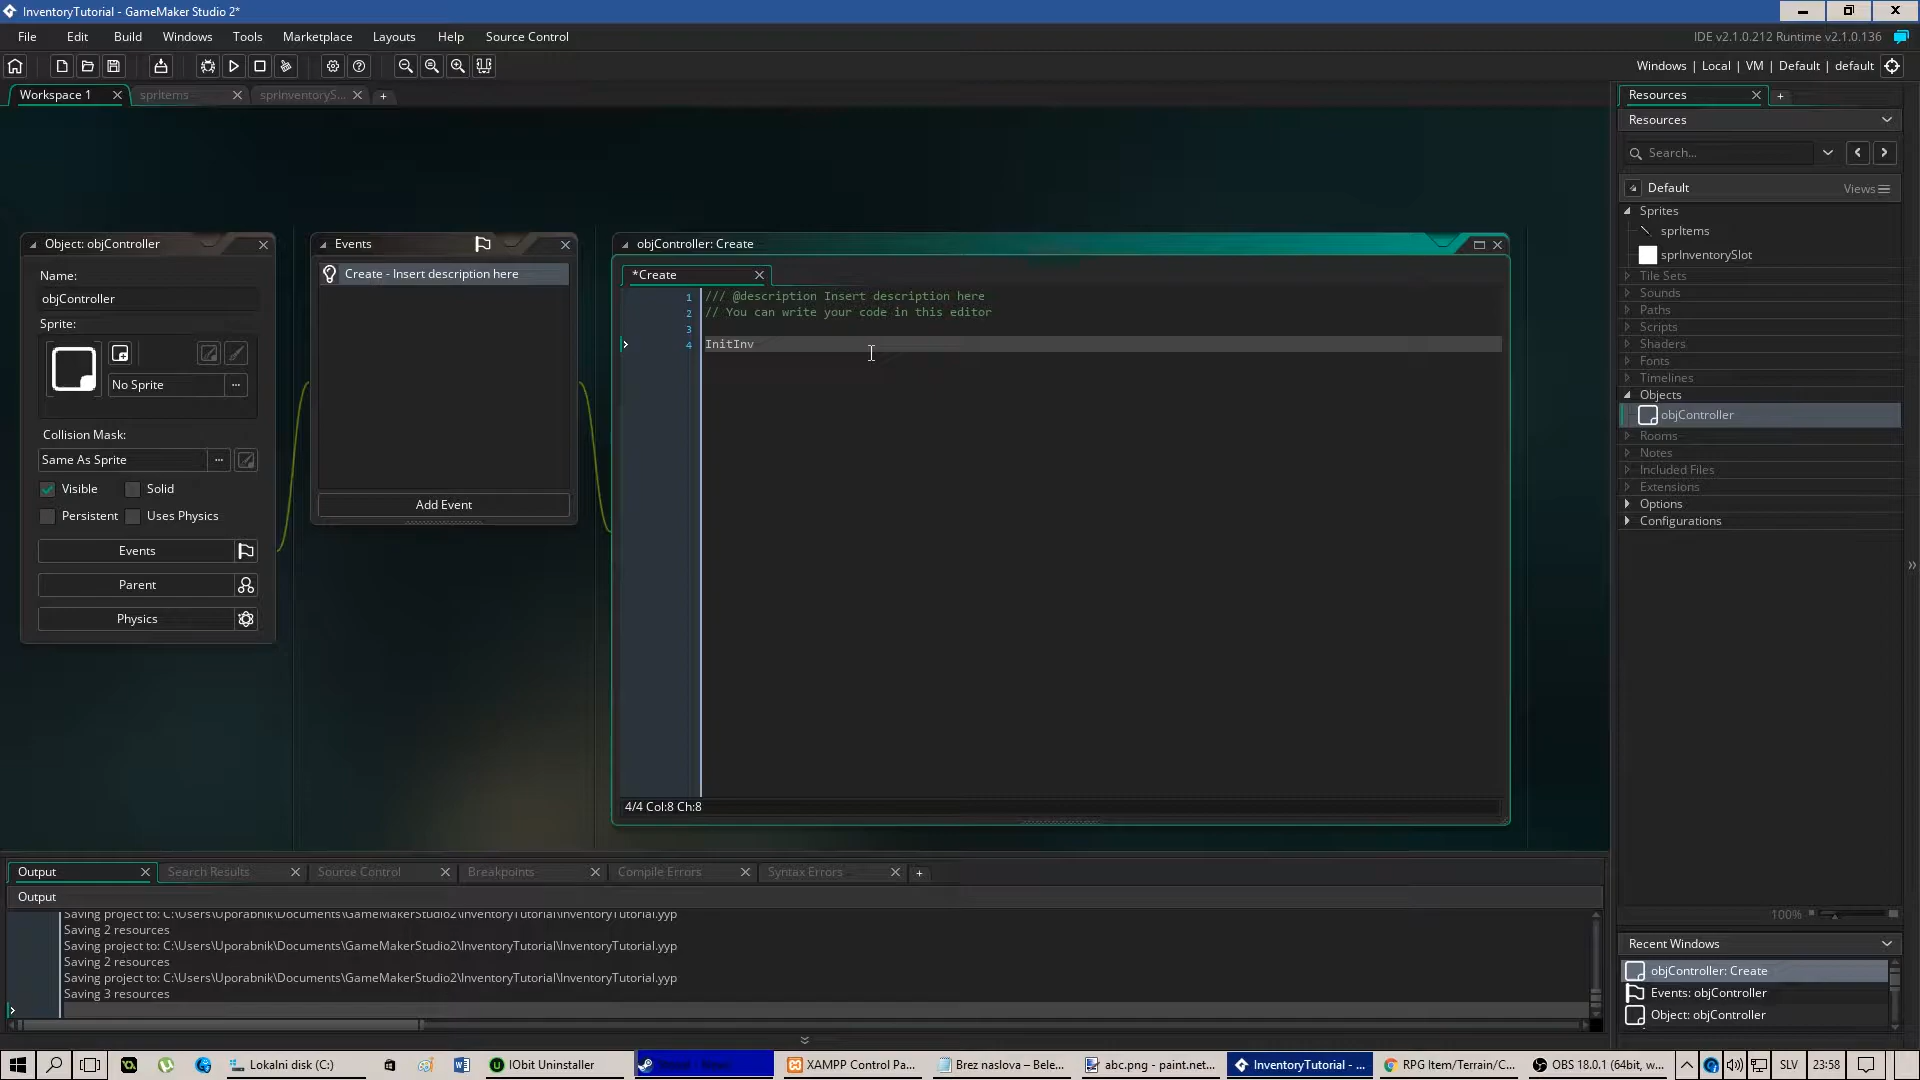 InventoryTutorial - GameMaker Studio 2*
File Edit Build Windows Tools Marketplace Layouts Help Source Control
IDE v2.1.0.212 Runtime v2.1.0.136
Windows | Local | VM | Default | default
Workspace 1
sprItems
sprInventoryS...
Object: objController
Name:
objController
Sprite:
No Sprite
Collision Mask:
Same As Sprite
Visible Solid
Persistent Uses Physics
Events
Parent
Physics
Events
Create - Insert description here
Add Event
objController: Create
*Create
1 /// @description Insert description here
2 // You can write your code in this editor
3
4 InitInv
4/4 Col:8 Ch:8
Resources
Resources
Search...
Default Views
Sprites
sprItems
sprInventorySlot
Tile Sets
Sounds
Paths
Scripts
Shaders
Fonts
Timelines
Objects
objController
Rooms
Notes
Included Files
Extensions
Options
Configurations
100%
Recent Windows
objController: Create
Events: objController
Object: objController
Output Search Results Source Control Breakpoints Compile Errors Syntax Errors
Output
Saving project to: C:\Users\Uporabnik\Documents\GameMakerStudio2\InventoryTutorial\InventoryTutorial.yyp
Saving 2 resources
Saving project to: C:\Users\Uporabnik\Documents\GameMakerStudio2\InventoryTutorial\InventoryTutorial.yyp
Saving 2 resources
Saving project to: C:\Users\Uporabnik\Documents\GameMakerStudio2\InventoryTutorial\InventoryTutorial.yyp
Saving 3 resources
Lokalni disk (C:)
IObit Uninstaller
XAMPP Control Pa...
Brez naslova – Bele...
abc.png - paint.net...
InventoryTutorial - ...
RPG Item/Terrain/C...
OBS 18.0.1 (64bit, w...
SLV
23:58